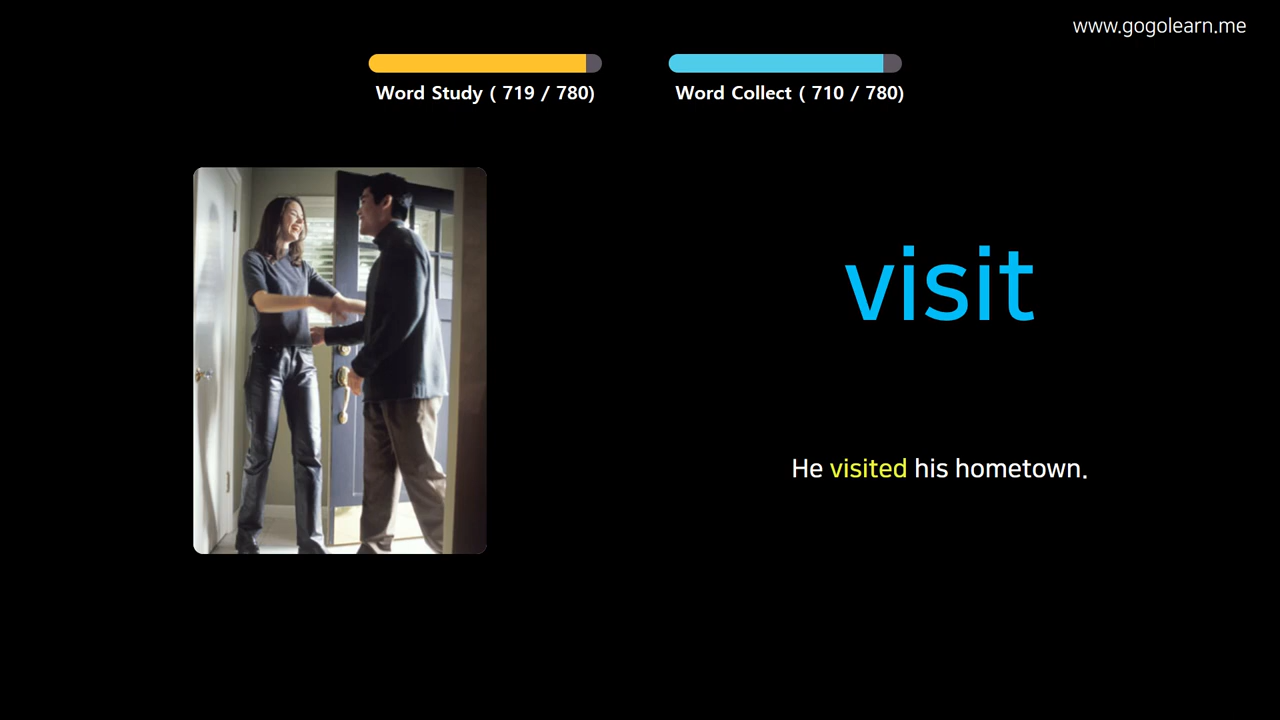 www.gogolearn.me
Word Study ( 719 / 780)
Word Collect ( 710 / 780)
visit
He visited his hometown.